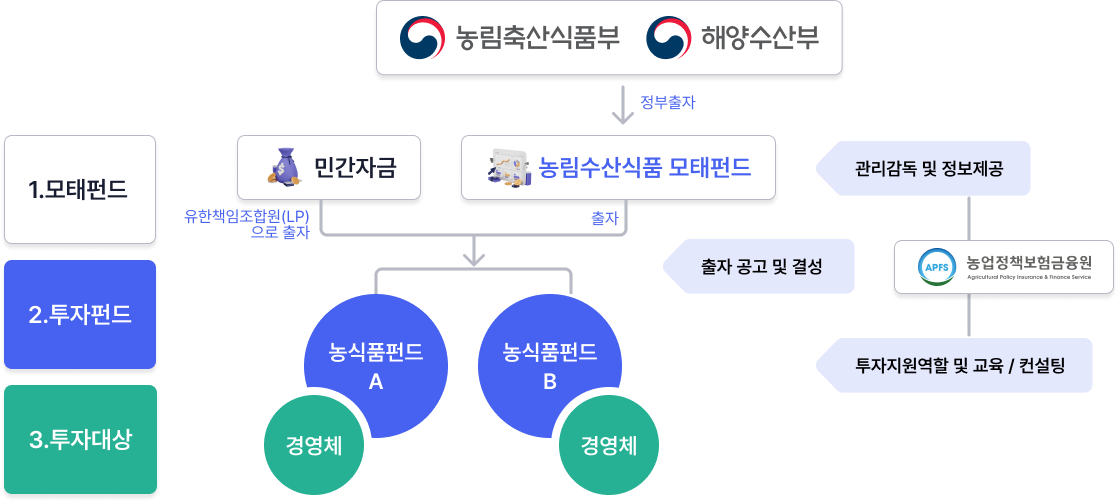 농림축산식품부 해양수산부
정부출자
1.모태펀드
민간자금
농림수산식품 모태펀드
관리감독 및 정보제공
유한책임조합원(LP)
으로 출자
출자
출자 공고 및 결성
APFS
농업정책보험금융원
Agricultural Policy Insurance & Finance Service
2.투자펀드
농식품펀드
A
농식품펀드
B
투자지원역할 및 교육 / 컨설팅
3.투자대상
경영체
경영체